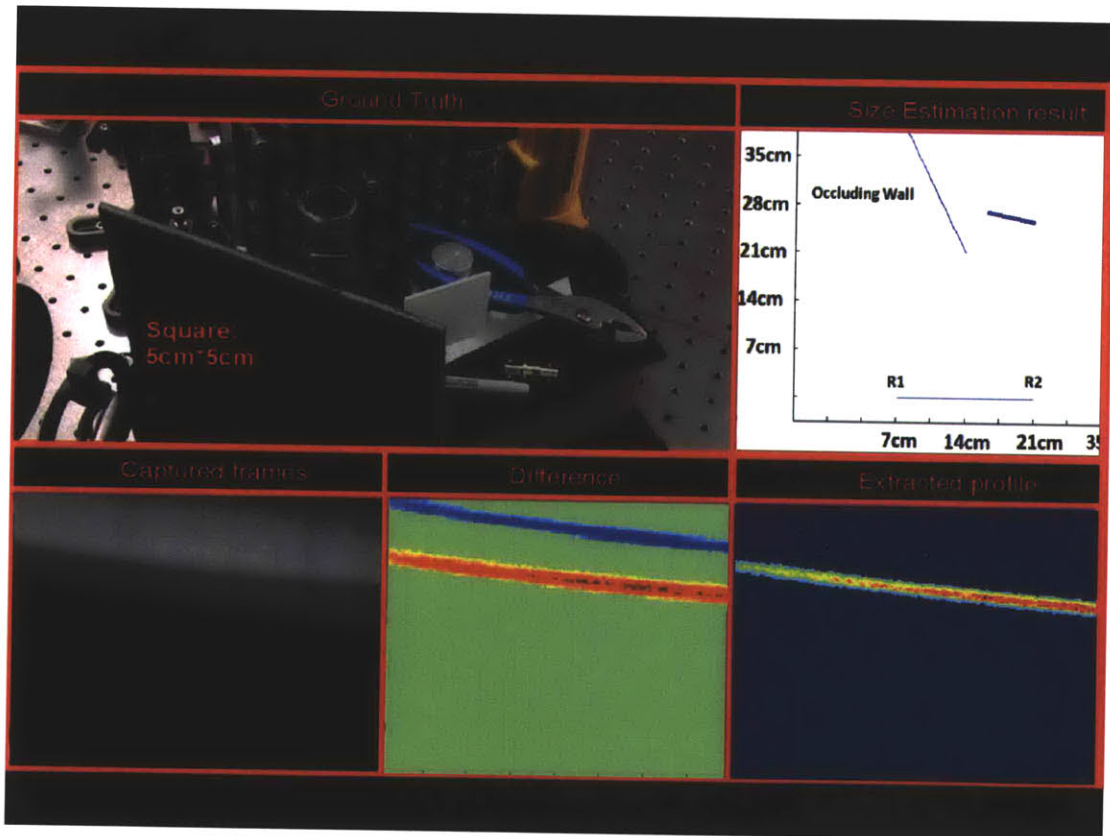 Ground Truth
Size Estimation result
Square:
5cm*5cm
35cm
Occluding Wall
28cm
21cm
14cm
7cm
R1
R2
7cm
14cm
21cm
35
Captured frames
Difference
Extracted profile